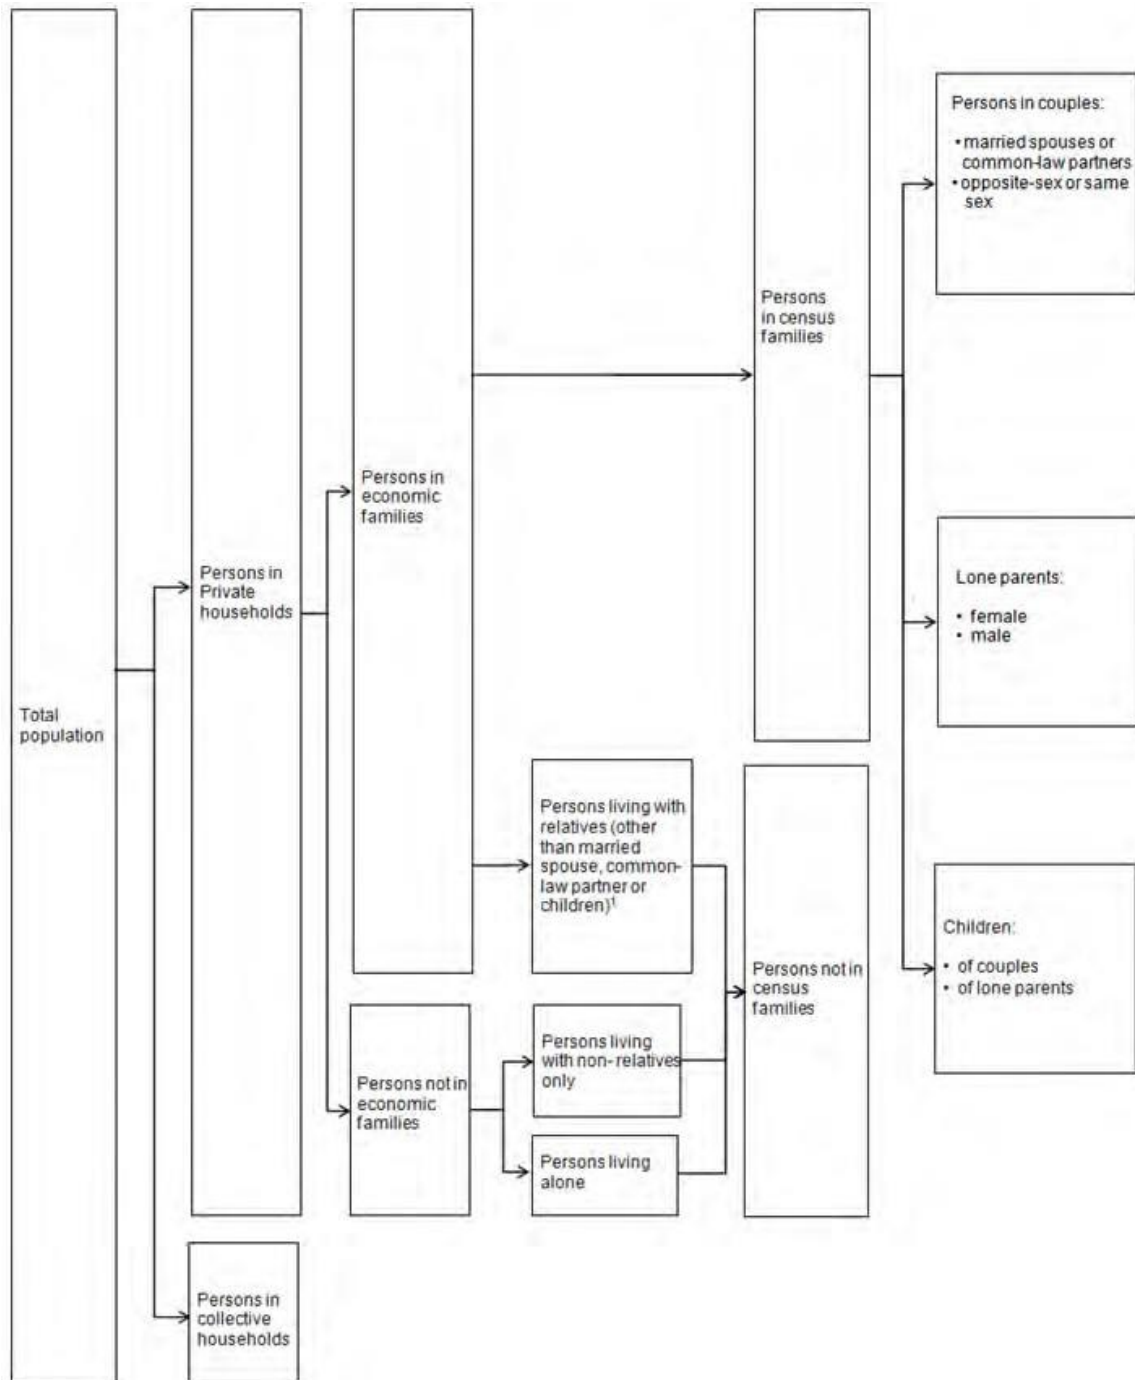 Total
population
Persons in
Private
households
Persons in
collective
households
Persons in
economic
families
Persons not in
economic
families
Persons living with
relatives (other
than married
spouse, common-
law partner or
children)1
Persons living
with non-relatives
only
Persons living
alone
Persons
in census
families
Persons not in
census
families
Persons in couples:
• married spouses or
common-law partners
• opposite-sex or same
sex
Lone parents:
• female
• male
Children:
• of couples
• of lone parents